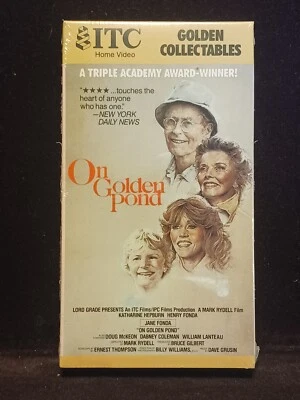 ITC
Home Video
GOLDEN
COLLECTABLES
A TRIPLE ACADEMY AWARD-WINNER!
"★★★★ ...touches the
heart of anyone
who has one."
—NEW YORK
DAILY NEWS
On
Golden
Pond
LORD GRADE PRESENTS An ITC Films/IPC Films Production A MARK RYDELL Film
KATHARINE HEPBURN HENRY FONDA
JANE FONDA
"ON GOLDEN POND"
DOUG McKEON DABNEY COLEMAN WILLIAM LANTEAU
MARK RYDELL BRUCE GILBERT
ERNEST THOMPSON BILLY WILLIAMS DAVE GRUSIN